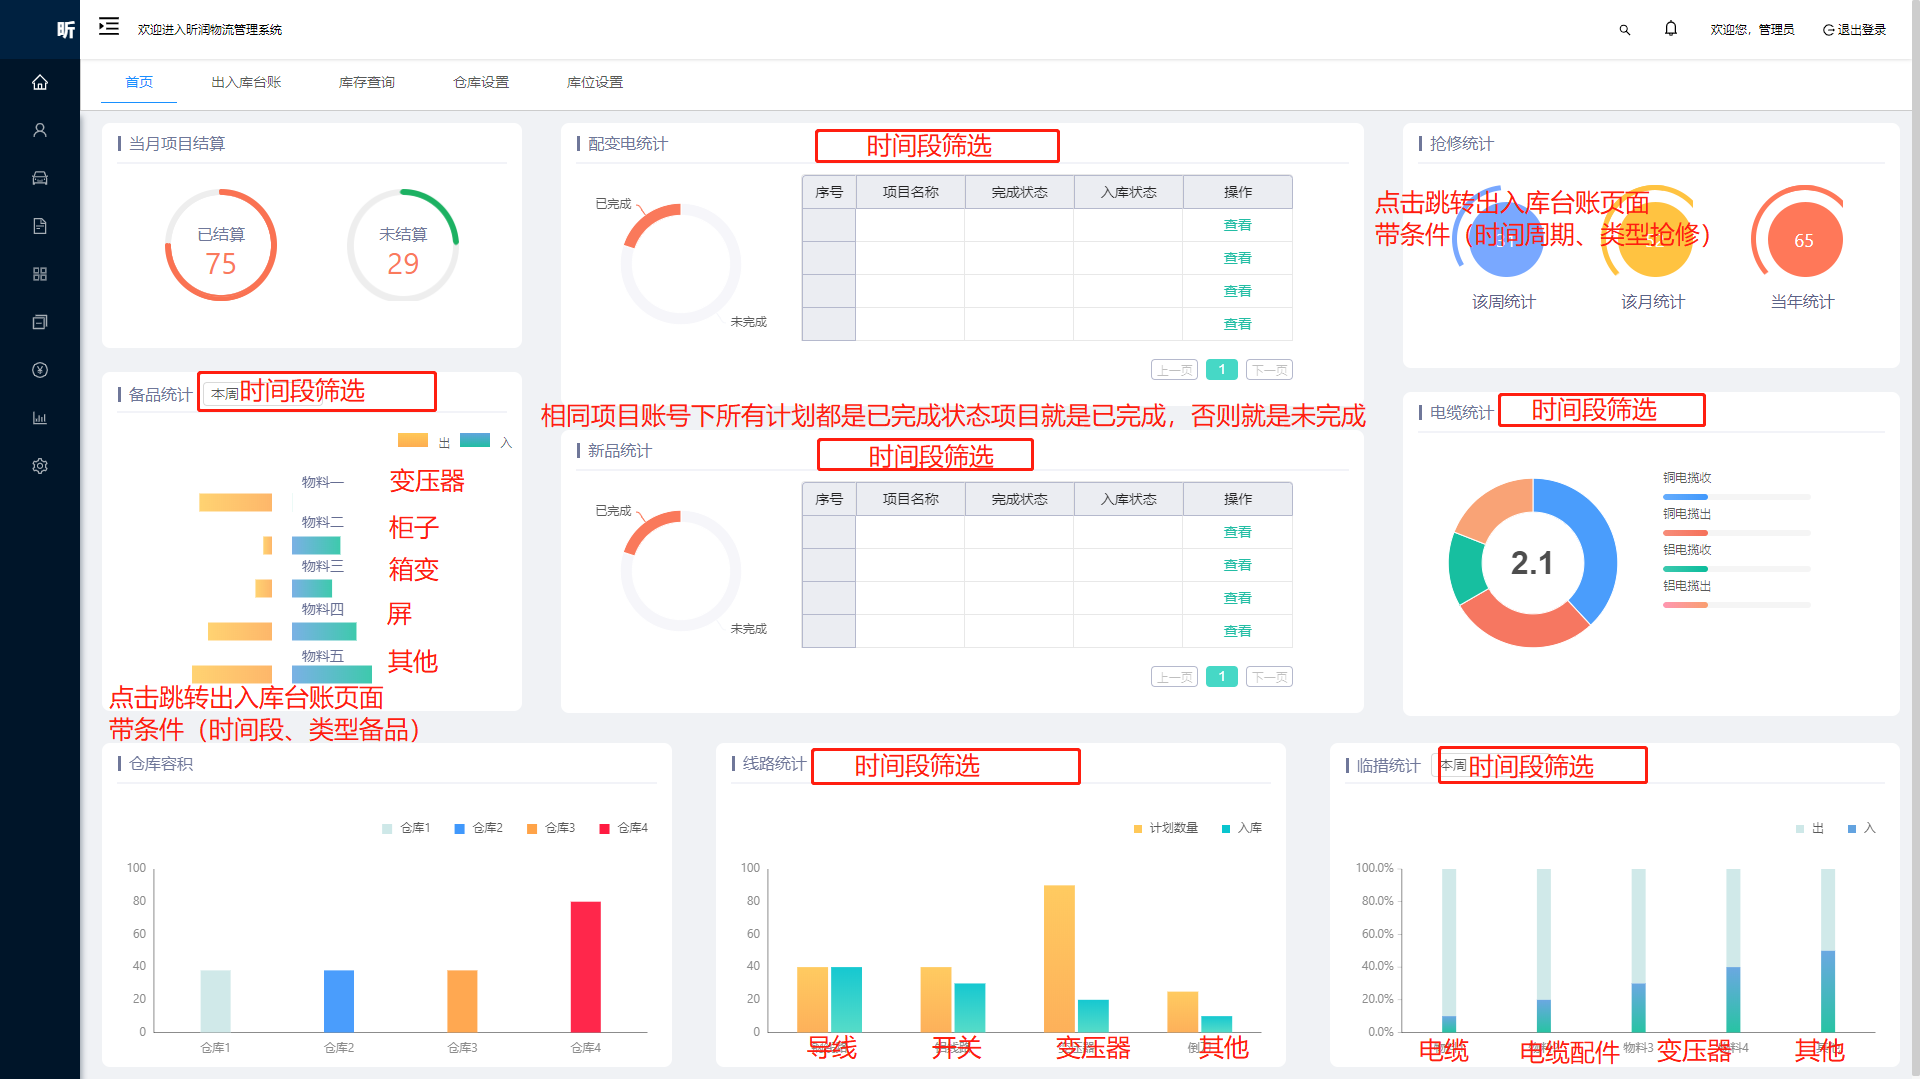 昕
欢迎进入昕润物流管理系统
欢迎您，管理员
退出登录
首页
出入库台账
库存查询
仓库设置
库位设置
当月项目结算
已结算
75
未结算
29
配变电统计
时间段筛选
已完成
未完成
序号 项目名称 完成状态 入库状态 操作
查看
查看
查看
查看
上一页 1 下一页
相同项目账号下所有计划都是已完成状态项目就是已完成，否则就是未完成
抢修统计
点击跳转出入库台账页面
带条件（时间周期、类型抢修）
65
该周统计
该月统计
当年统计
备品统计
本周
时间段筛选
出 入
物料一 变压器
物料二 柜子
物料三 箱变
物料四 屏
物料五 其他
点击跳转出入库台账页面
带条件（时间段、类型备品）
新品统计
时间段筛选
已完成
未完成
序号 项目名称 完成状态 入库状态 操作
查看
查看
查看
查看
上一页 1 下一页
电缆统计
时间段筛选
2.1
铜电揽收
铜电揽出
铝电揽收
铝电揽出
仓库容积
仓库1 仓库2 仓库3 仓库4
100
80
60
40
20
0
仓库1 仓库2 仓库3 仓库4
线路统计
时间段筛选
计划数量 入库
100
80
60
40
20
0
导线 开关 变压器 其他
临措统计
本周
时间段筛选
出 入
100.0%
80.0%
60.0%
40.0%
20.0%
0.0%
电缆 电缆配件 物料3 变压器 料4 其他